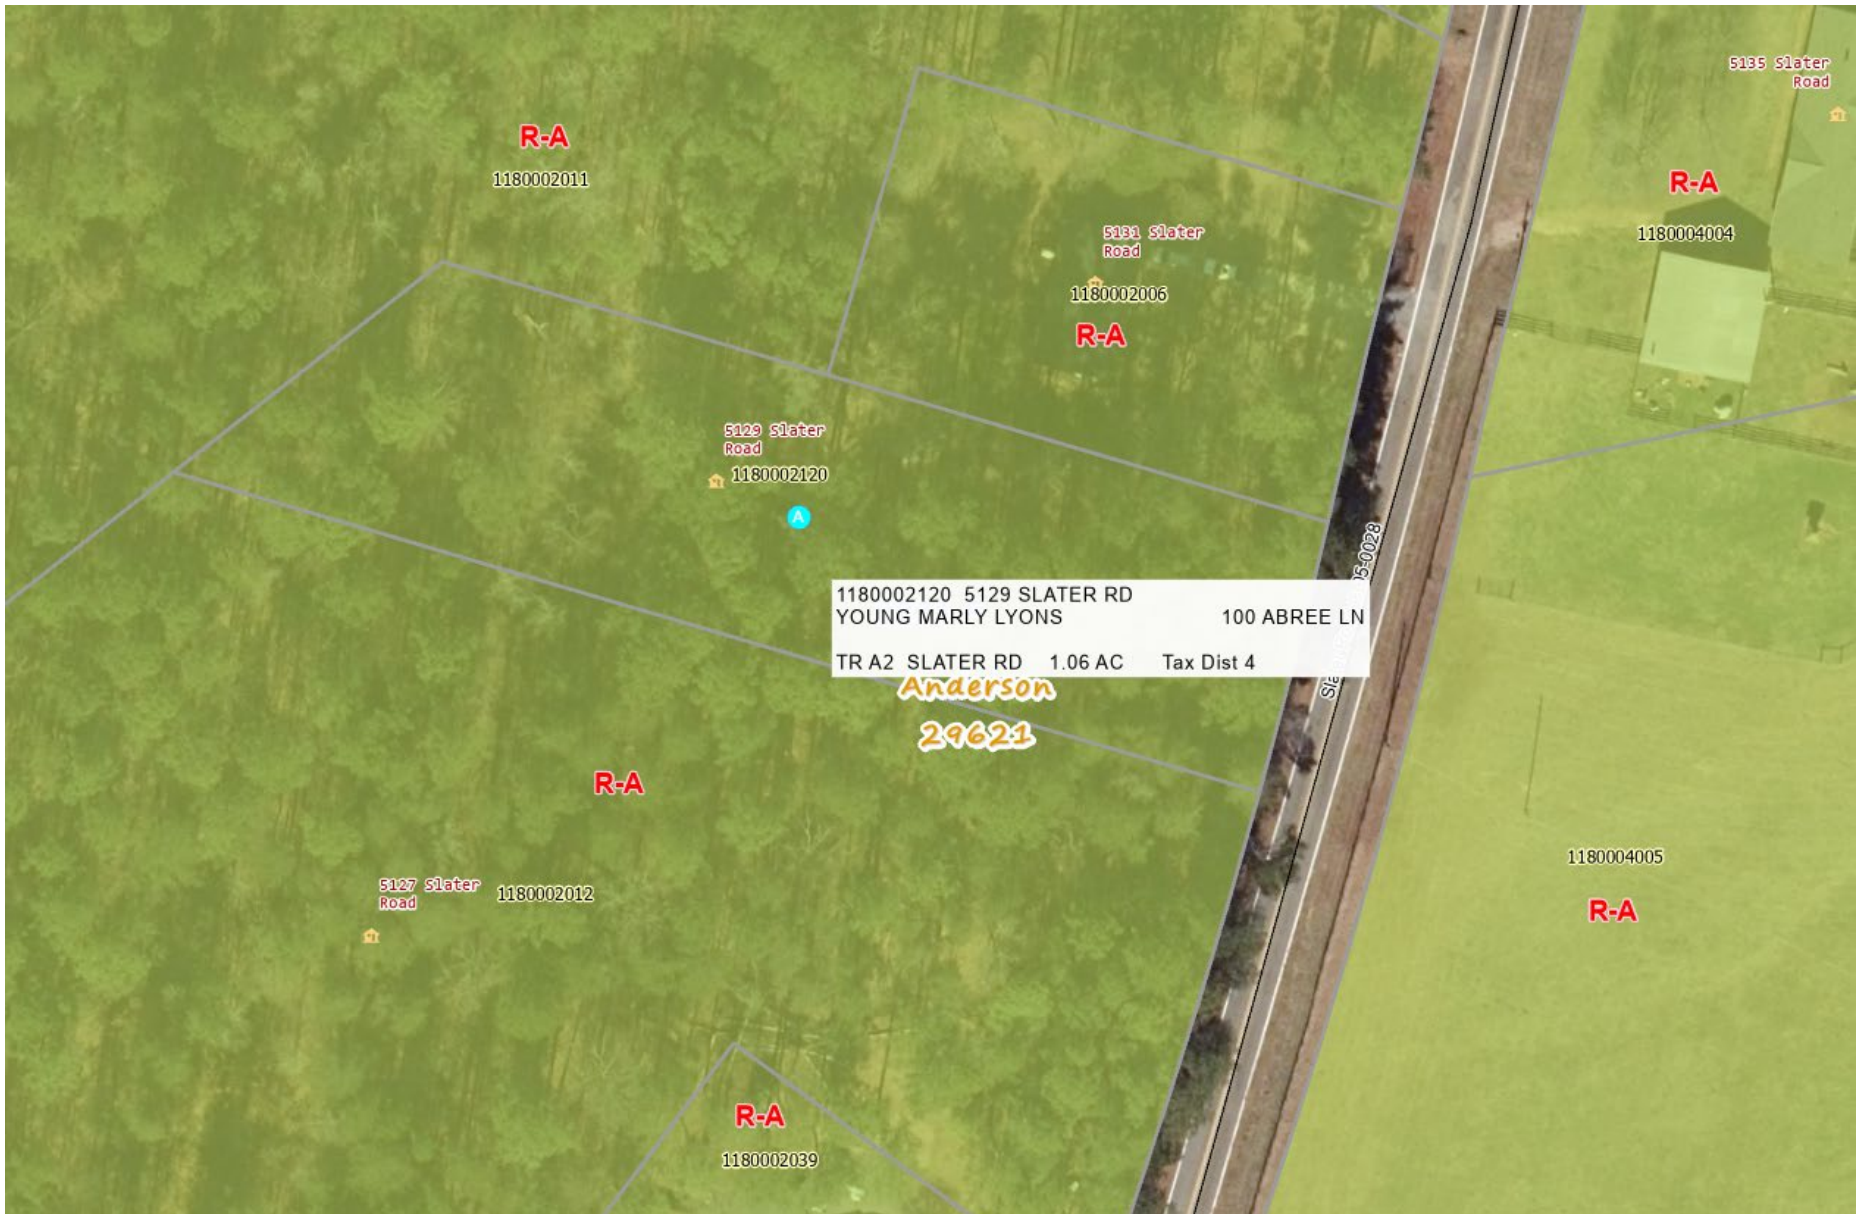 5135 Slater
Road
R-A
1180002011
R-A
1180004004
5131 Slater
Road
1180002006
R-A
5129 Slater
Road
1180002120
A
1180002120 5129 SLATER RD
YOUNG MARLY LYONS 100 ABREE LN
TR A2 SLATER RD 1.06 AC Tax Dist 4
Anderson
29621
R-A
1180004005
R-A
5127 Slater
Road
1180002012
R-A
1180002039